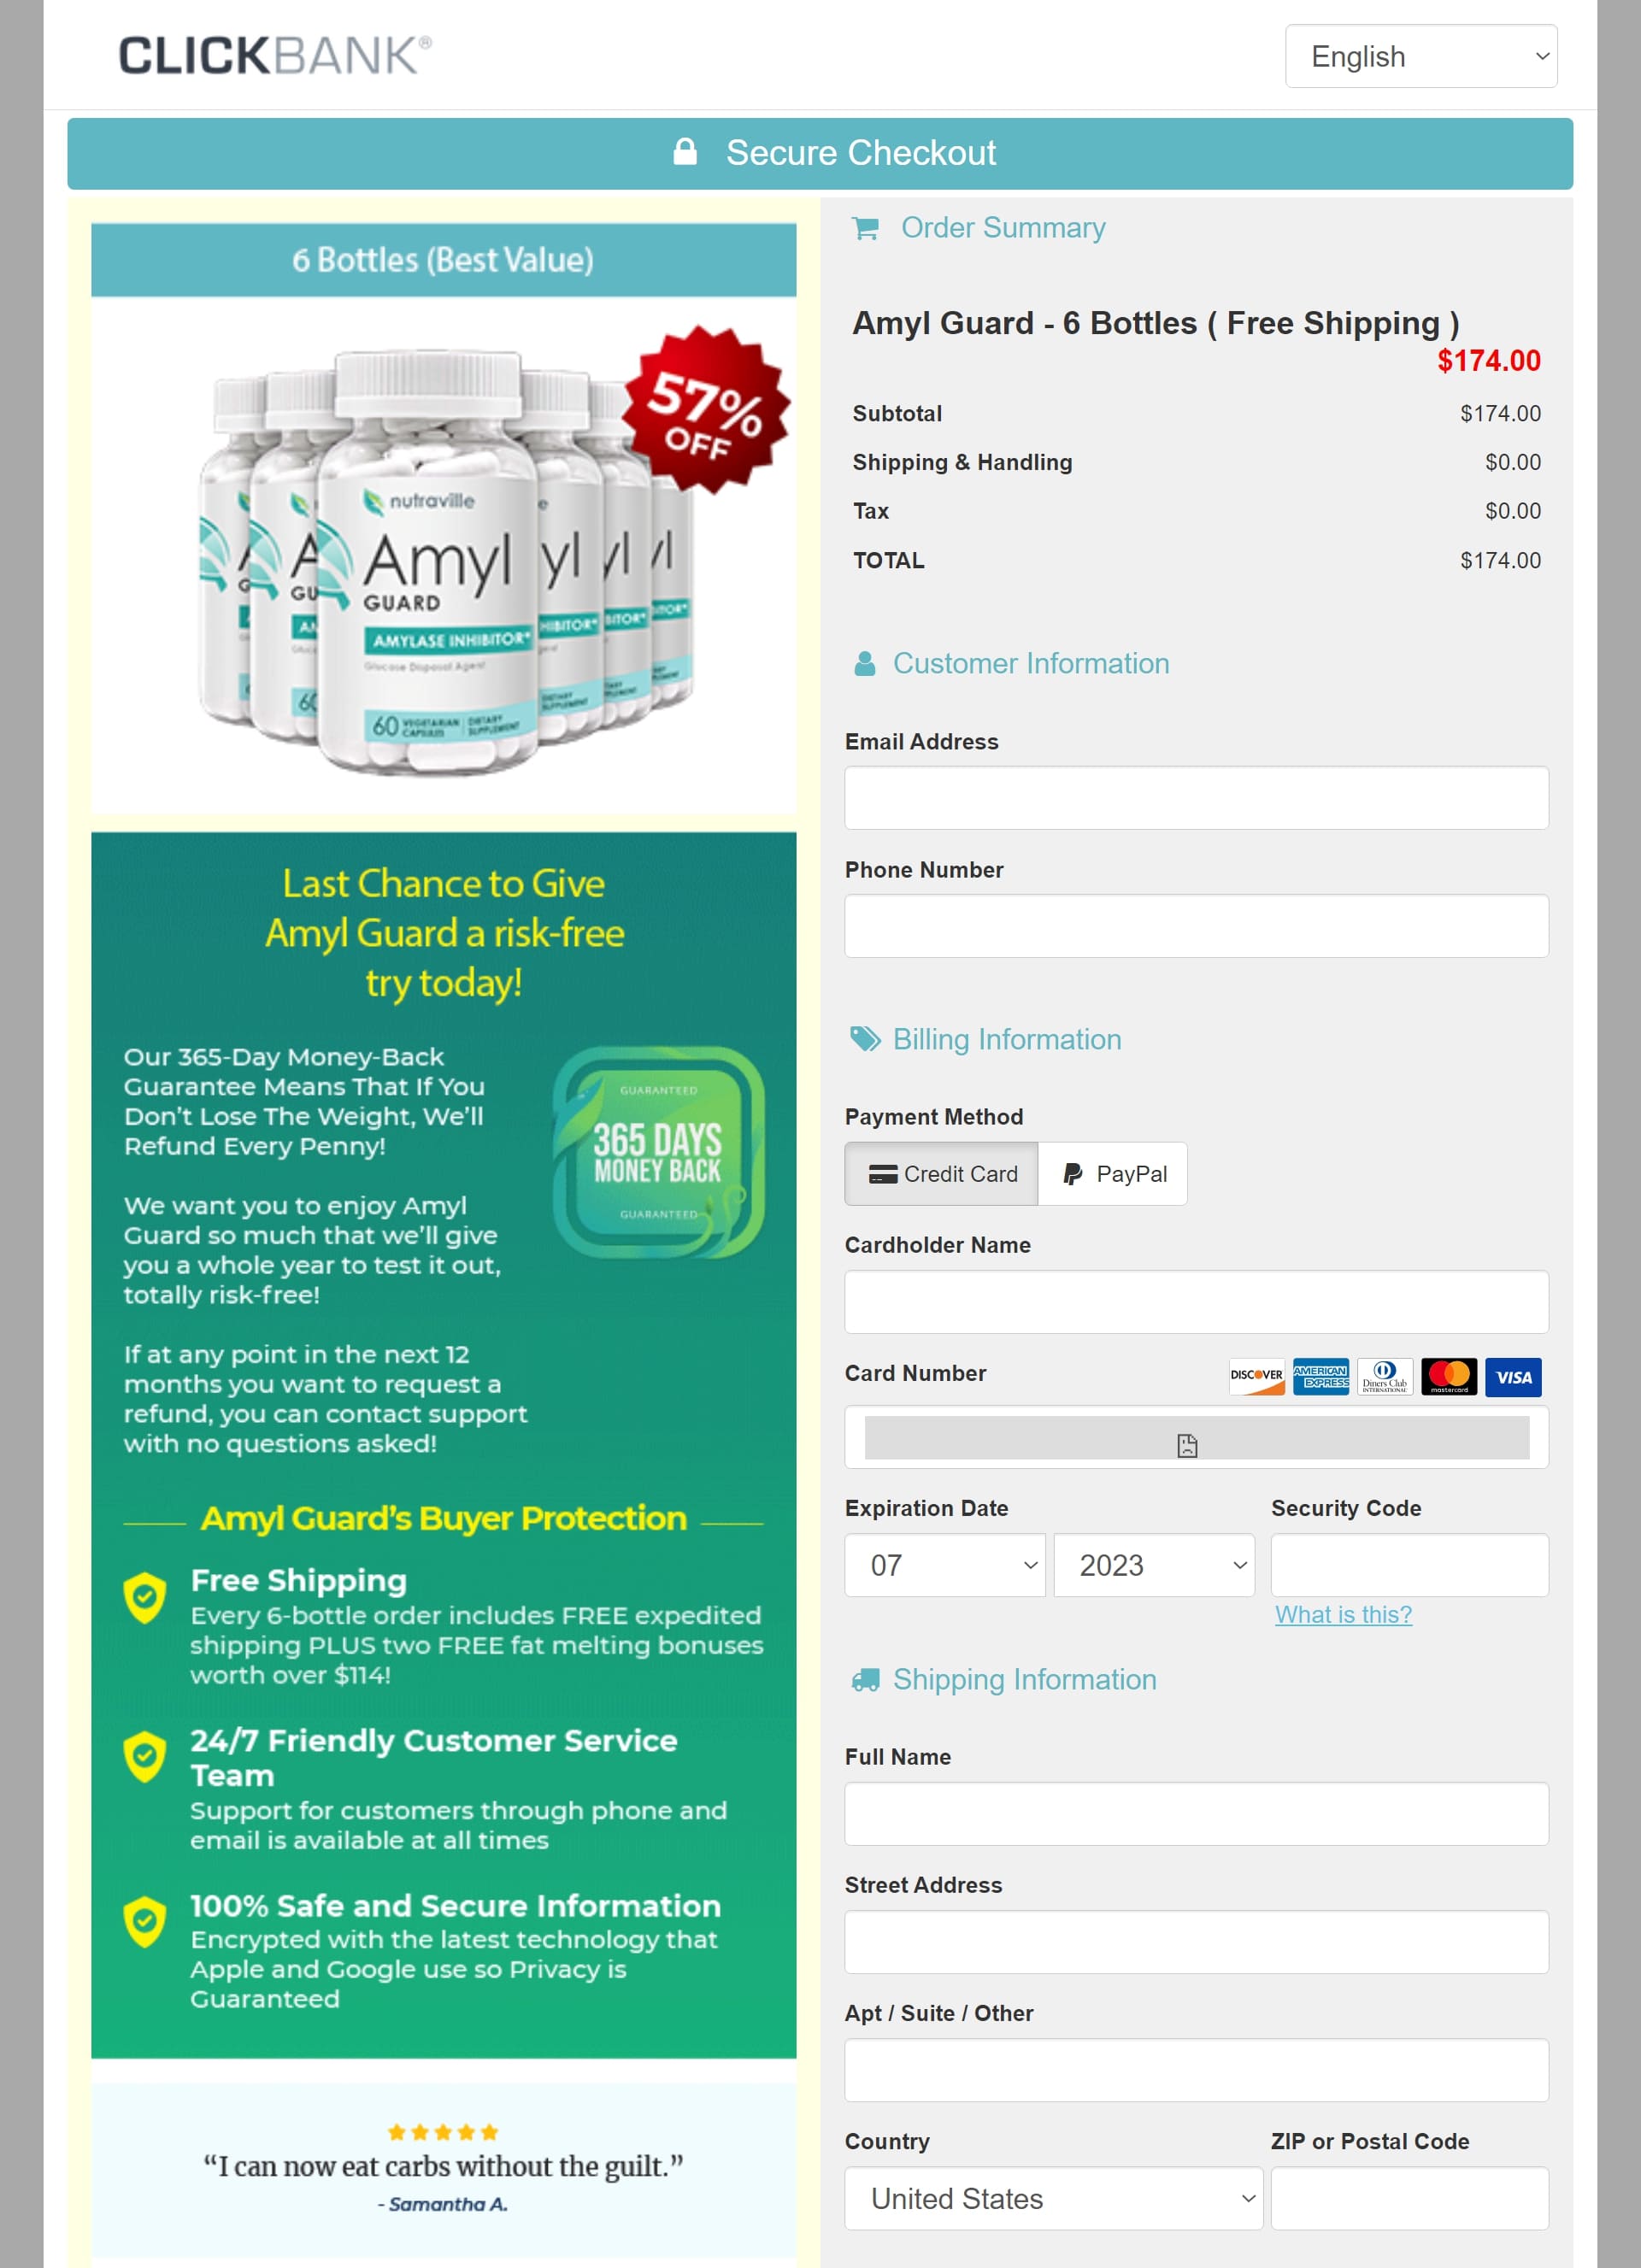 CLICKBANK®
English
Secure Checkout
6 Bottles (Best Value)
57%
OFF
nutraville
Amyl
GUARD
AMYLASE INHIBITOR*
Glucose Disposal Agent
60 VEGETARIAN CAPSULES | DIETARY SUPPLEMENT
Last Chance to Give
Amyl Guard a risk-free
try today!
Our 365-Day Money-Back
Guarantee Means That If You
Don't Lose The Weight, We'll
Refund Every Penny!
GUARANTEED
365 DAYS
MONEY BACK
GUARANTEED
We want you to enjoy Amyl
Guard so much that we'll give
you a whole year to test it out,
totally risk-free!
If at any point in the next 12
months you want to request a
refund, you can contact support
with no questions asked!
Amyl Guard's Buyer Protection
Free Shipping
Every 6-bottle order includes FREE expedited
shipping PLUS two FREE fat melting bonuses
worth over $114!
24/7 Friendly Customer Service
Team
Support for customers through phone and
email is available at all times
100% Safe and Secure Information
Encrypted with the latest technology that
Apple and Google use so Privacy is
Guaranteed
“I can now eat carbs without the guilt.”
- Samantha A.
Order Summary
Amyl Guard - 6 Bottles ( Free Shipping )
$174.00
Subtotal $174.00
Shipping & Handling $0.00
Tax $0.00
TOTAL $174.00
Customer Information
Email Address
Phone Number
Billing Information
Payment Method
Credit Card PayPal
Cardholder Name
Card Number DISCOVER AMERICAN EXPRESS Diners Club INTERNATIONAL mastercard VISA
Expiration Date Security Code
07 2023
What is this?
Shipping Information
Full Name
Street Address
Apt / Suite / Other
Country ZIP or Postal Code
United States